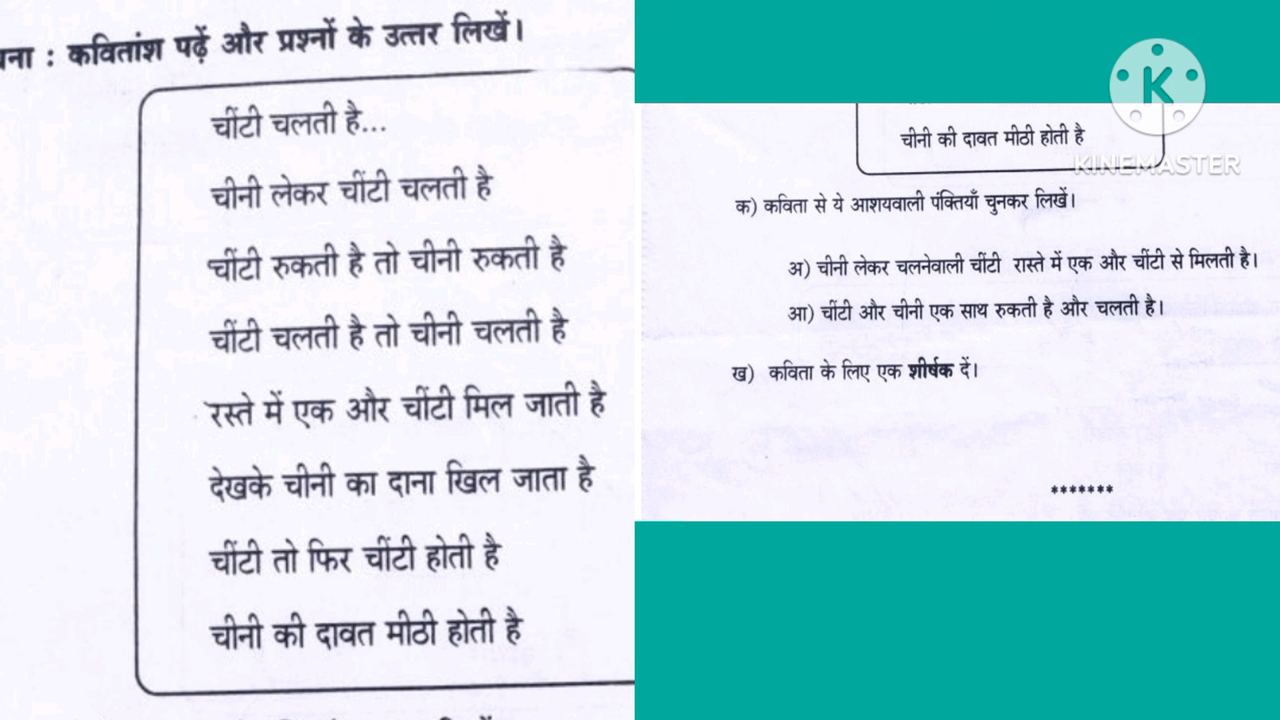 : कवितांश पढ़ें और प्रश्नों के उत्तर लिखें।
चींटी चलती है...
चीनी लेकर चींटी चलती है
चींटी रुकती है तो चीनी रुकती है
चींटी चलती है तो चीनी चलती है
रस्ते में एक और चींटी मिल जाती है
देखके चीनी का दाना खिल जाता है
चींटी तो फिर चींटी होती है
चीनी की दावत मीठी होती है
K
KINEMASTER
चीनी की दावत मीठी होती है
क) कविता से ये आशयवाली पंक्तियाँ चुनकर लिखें।
अ) चीनी लेकर चलनेवाली चींटी रास्ते में एक और चींटी से मिलती है।
आ) चींटी और चीनी एक साथ रुकती है और चलती है।
ख) कविता के लिए एक शीर्षक दें।
*******